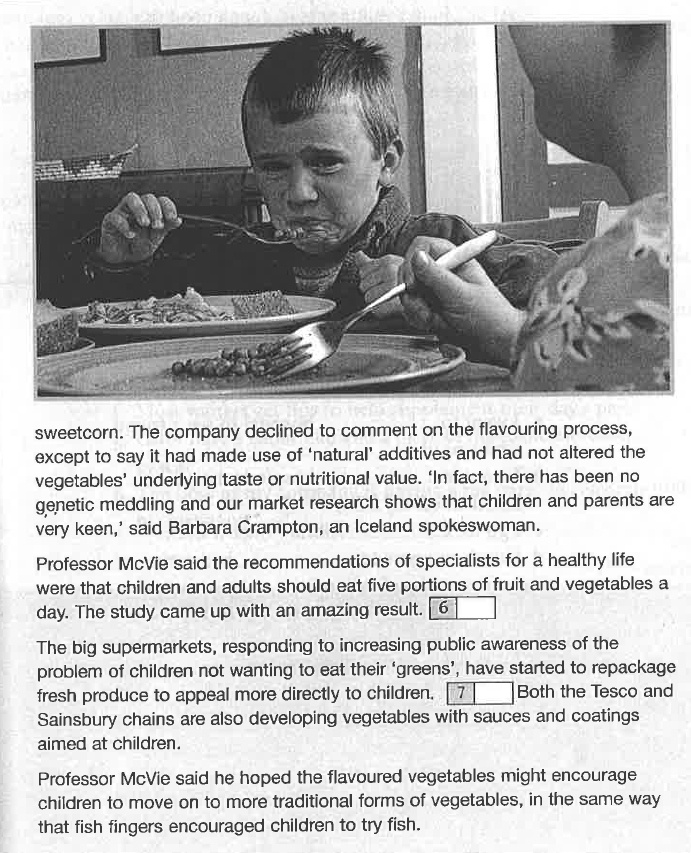 sweetcorn. The company declined to comment on the flavouring process,
except to say it had made use of ‘natural’ additives and had not altered the
vegetables’ underlying taste or nutritional value. ‘In fact, there has been no
genetic meddling and our market research shows that children and parents are
very keen,’ said Barbara Crampton, an Iceland spokeswoman.
Professor McVie said the recommendations of specialists for a healthy life
were that children and adults should eat five portions of fruit and vegetables a
day. The study came up with an amazing result. 6
The big supermarkets, responding to increasing public awareness of the
problem of children not wanting to eat their ‘greens’, have started to repackage
fresh produce to appeal more directly to children. 7 Both the Tesco and
Sainsbury chains are also developing vegetables with sauces and coatings
aimed at children.
Professor McVie said he hoped the flavoured vegetables might encourage
children to move on to more traditional forms of vegetables, in the same way
that fish fingers encouraged children to try fish.